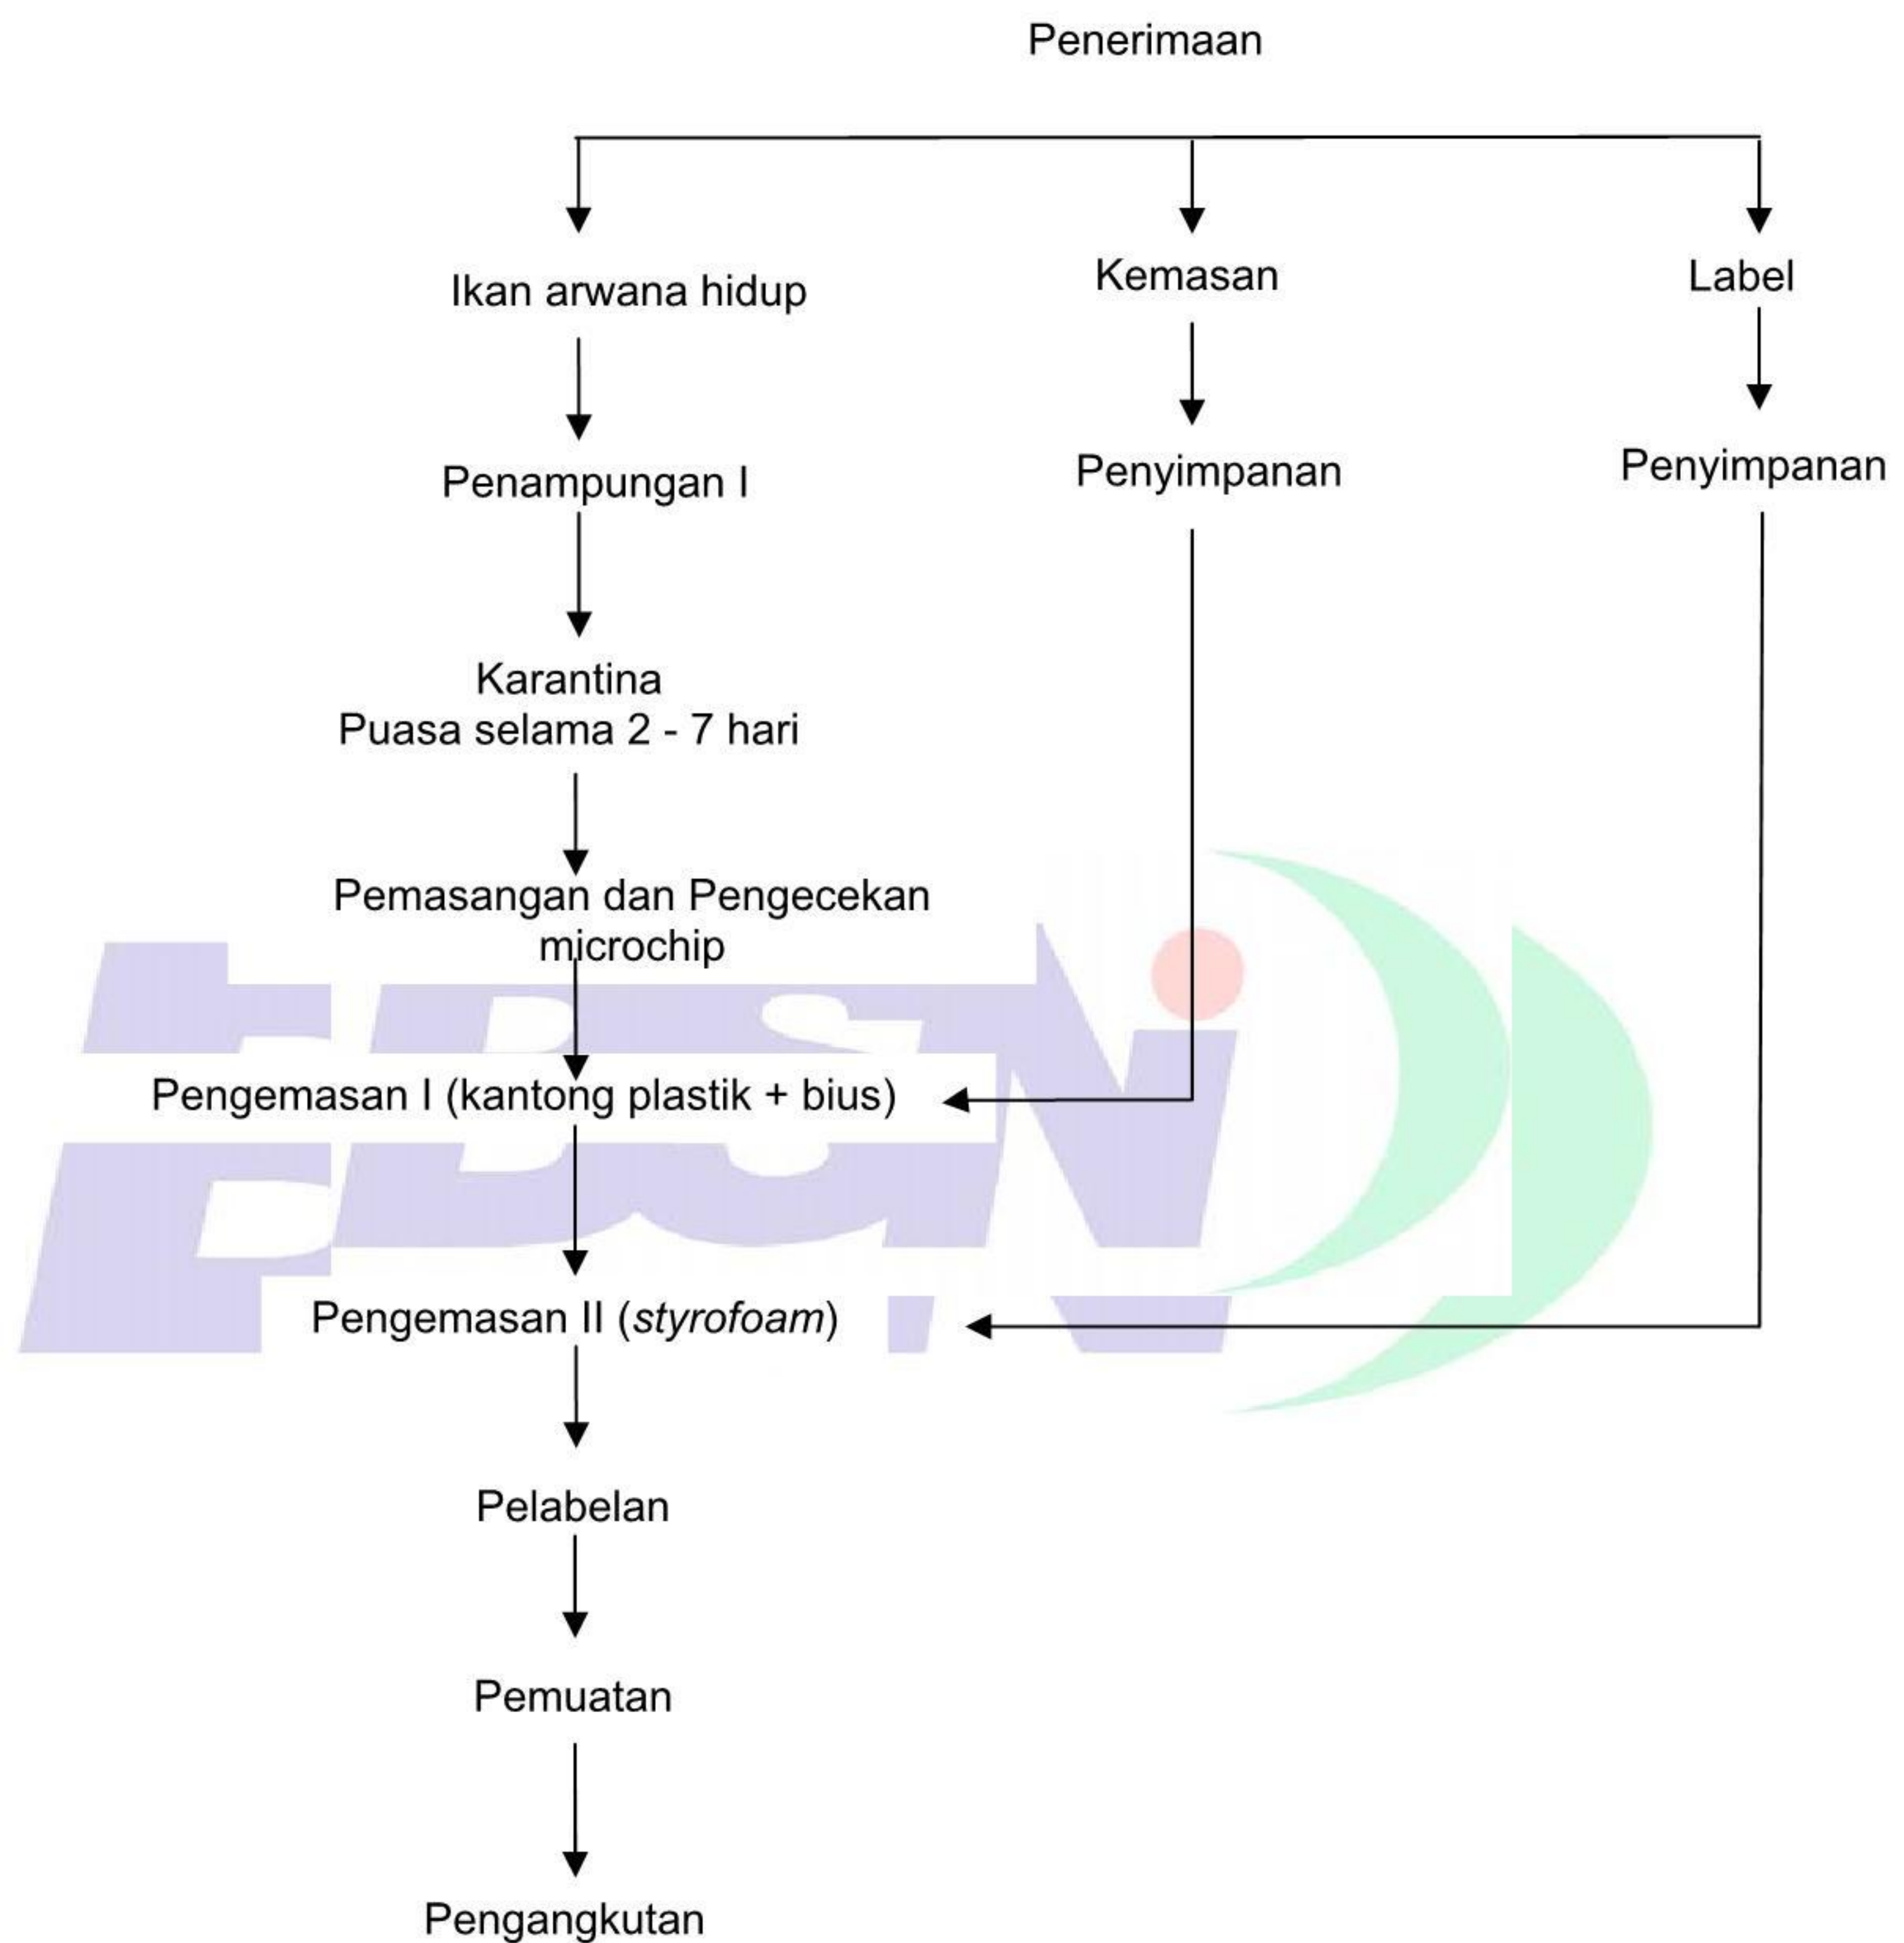 Penerimaan
Ikan arwana hidup
Kemasan
Label
Penampungan I
Penyimpanan
Penyimpanan
Karantina
Puasa selama 2 - 7 hari
Pemasangan dan Pengecekan
microchip
Pengemasan I (kantong plastik + bius)
Pengemasan II (styrofoam)
Pelabelan
Pemuatan
Pengangkutan